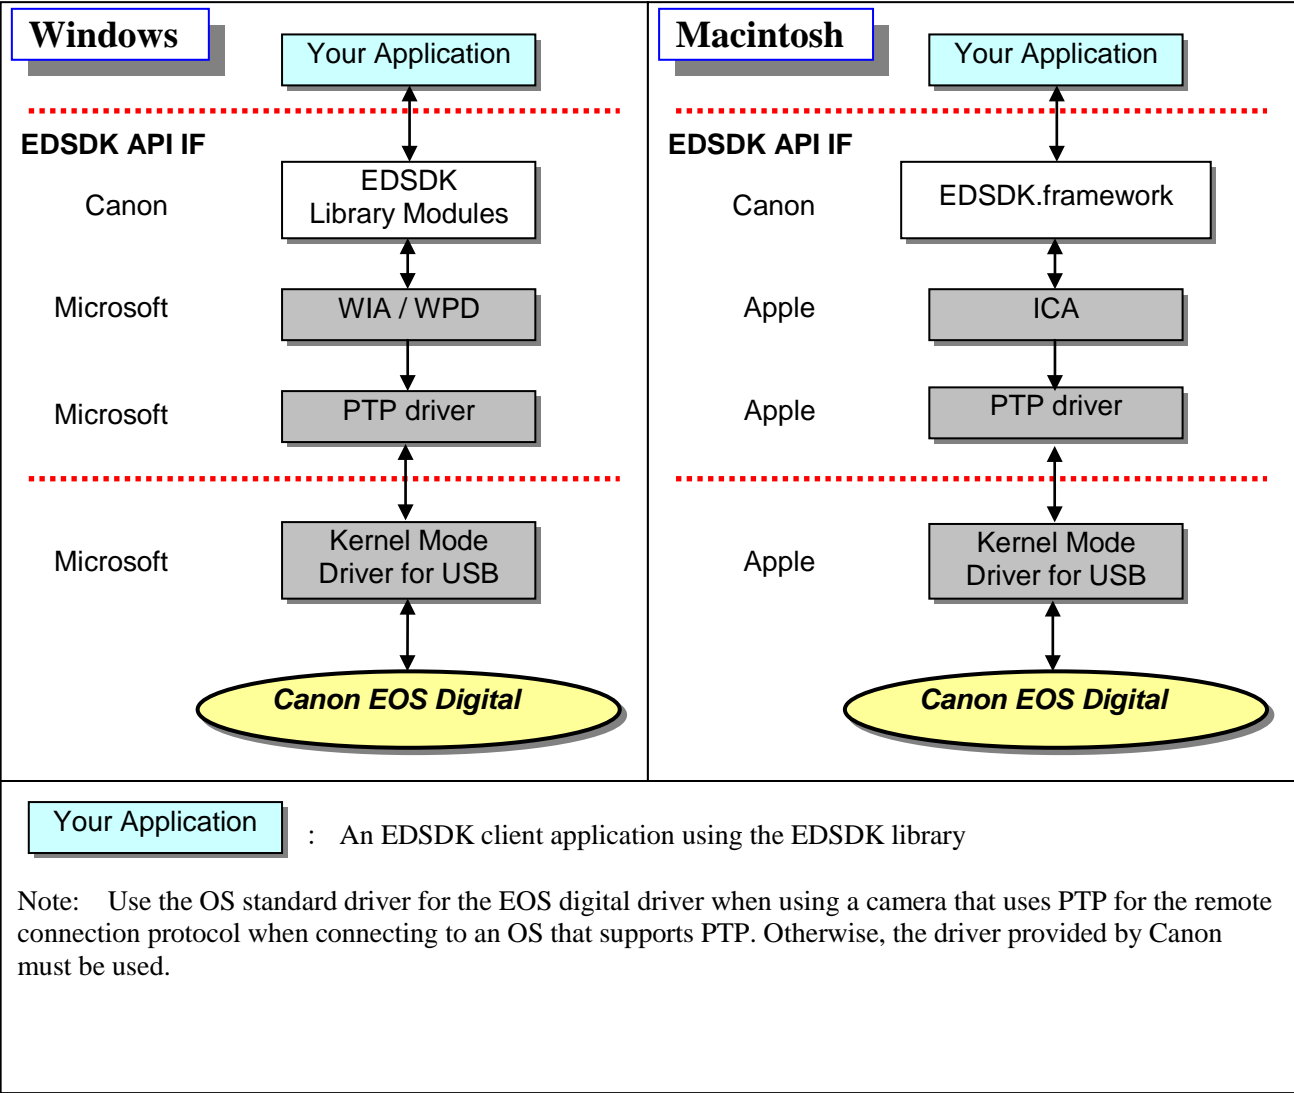 Windows
Your Application
EDSDK API IF
Canon
EDSDK
Library Modules
Microsoft
WIA / WPD
Microsoft
PTP driver
Microsoft
Kernel Mode
Driver for USB
Canon EOS Digital
Macintosh
Your Application
EDSDK API IF
Canon
EDSDK.framework
Apple
ICA
Apple
PTP driver
Apple
Kernel Mode
Driver for USB
Canon EOS Digital
Your Application : An EDSDK client application using the EDSDK library
Note: Use the OS standard driver for the EOS digital driver when using a camera that uses PTP for the remote
connection protocol when connecting to an OS that supports PTP. Otherwise, the driver provided by Canon
must be used.